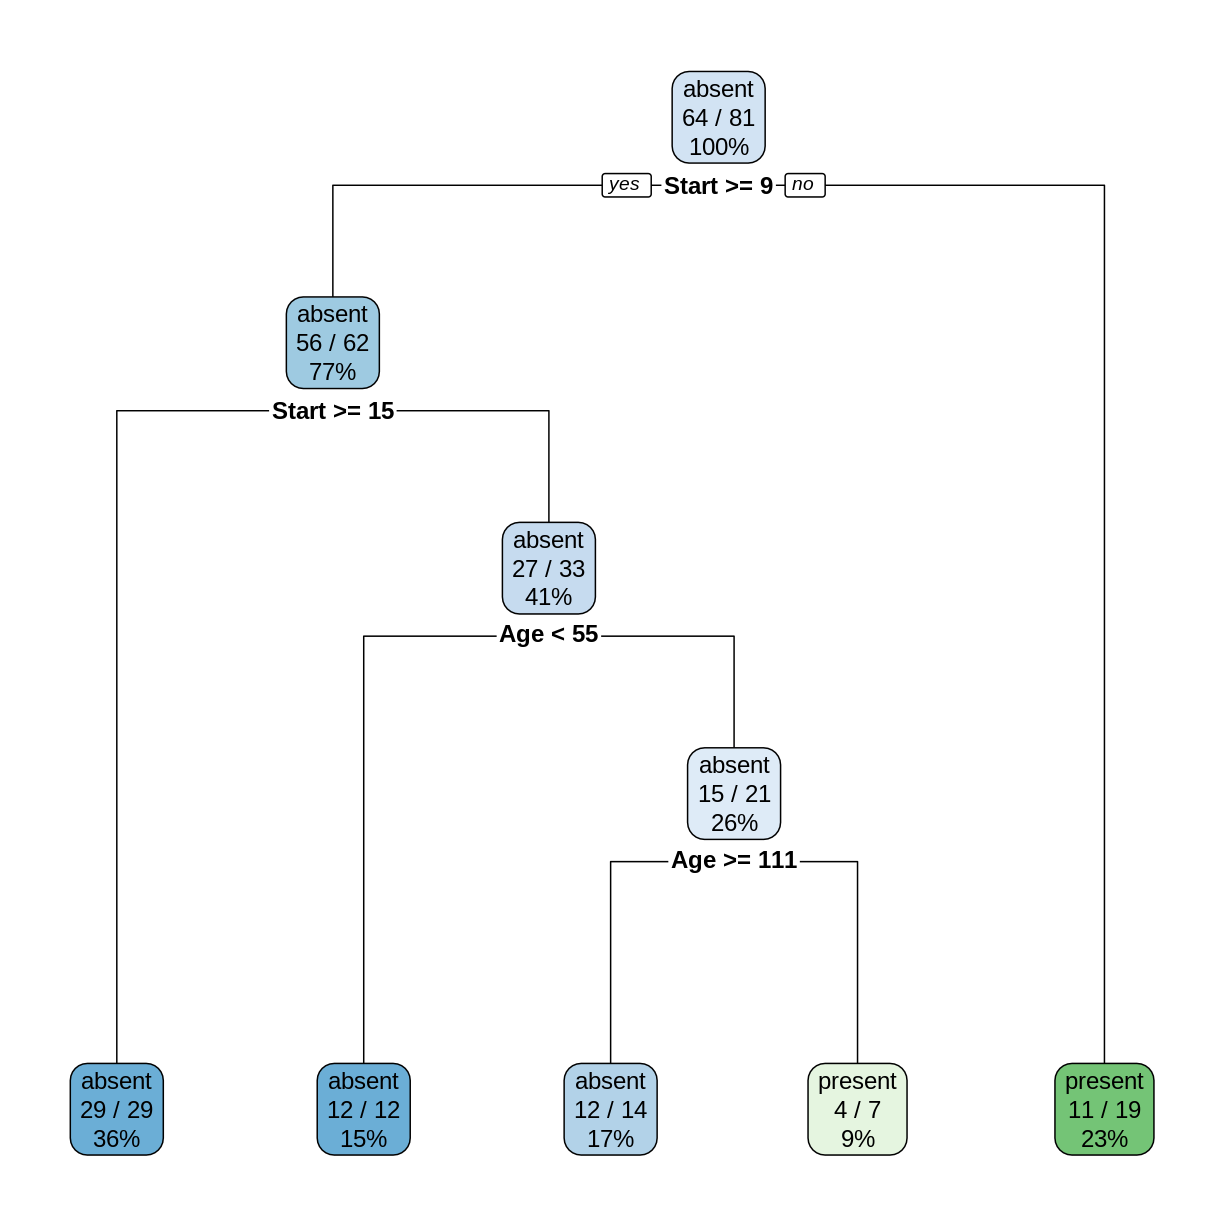 absent
64 / 81
100%
yes
Start >= 9
no
absent
56 / 62
77%
Start >= 15
absent
27 / 33
41%
Age < 55
absent
15 / 21
26%
Age >= 111
absent
29 / 29
36%
absent
12 / 12
15%
absent
12 / 14
17%
present
4 / 7
9%
present
11 / 19
23%